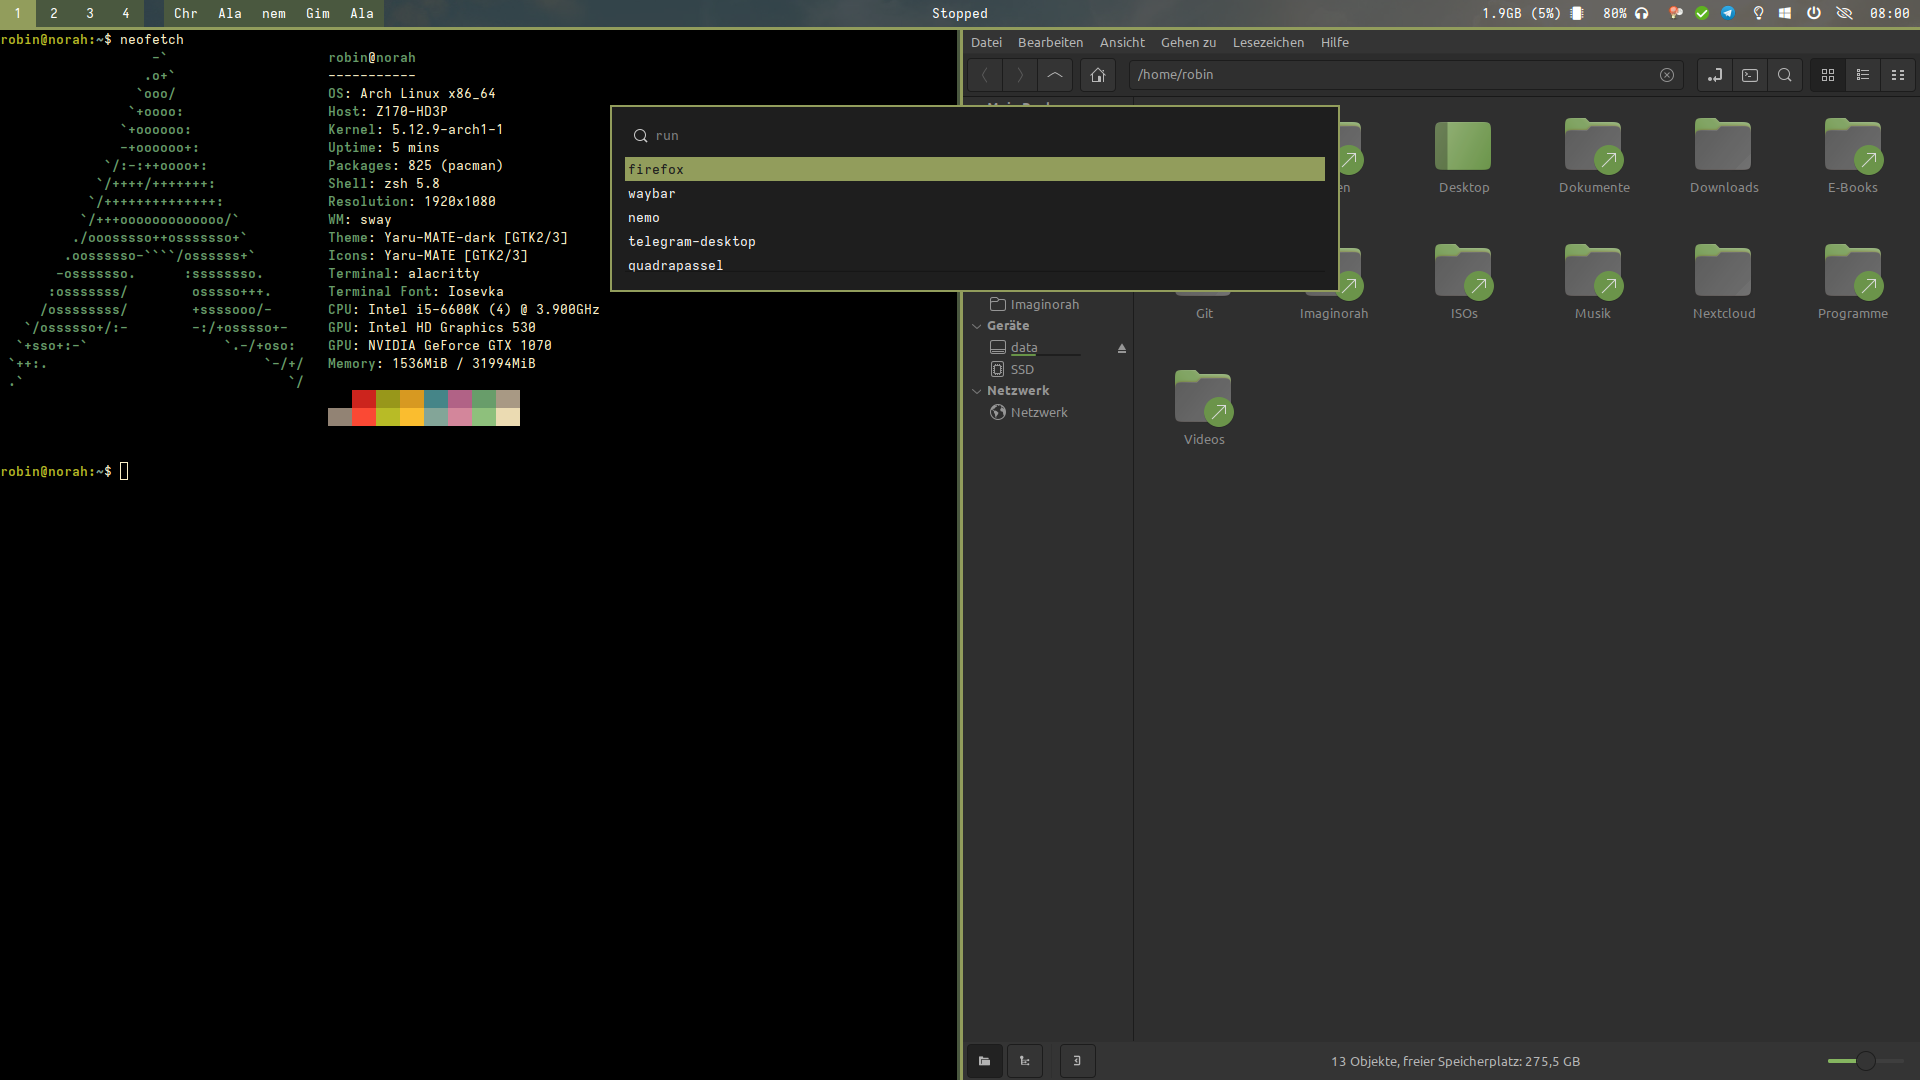 1 2 3 4 Chr Ala nem Gim Ala Stopped 1.9GB (5%) 80% 08:00
robin@norah:~$ neofetch
-`
.o+`
`ooo/
`+oooo:
`+oooooo:
-+oooooo+:
`/:-:++oooo+:
`/++++/+++++++:
`/++++++++++++++:
`/+++ooooooooooooo/`
./ooosssso++osssssso+`
.oossssso-````/ossssss+`
-osssssso. :ssssssso.
:osssssss/ osssso+++.
/ossssssss/ +ssssooo/-
`/ossssso+/:- -:/+osssso+-
`+sso+:-` `.-/+oso:
`++:. `-/+/
.` `/
robin@norah
-----------
OS: Arch Linux x86_64
Host: Z170-HD3P
Kernel: 5.12.9-arch1-1
Uptime: 5 mins
Packages: 825 (pacman)
Shell: zsh 5.8
Resolution: 1920x1080
WM: sway
Theme: Yaru-MATE-dark [GTK2/3]
Icons: Yaru-MATE [GTK2/3]
Terminal: alacritty
Terminal Font: Iosevka
CPU: Intel i5-6600K (4) @ 3.900GHz
GPU: Intel HD Graphics 530
GPU: NVIDIA GeForce GTX 1070
Memory: 1536MiB / 31994MiB
robin@norah:~$
run
firefox
waybar
nemo
telegram-desktop
quadrapassel
Datei Bearbeiten Ansicht Gehen zu Lesezeichen Hilfe
/home/robin
Imaginorah
Geräte
data
SSD
Netzwerk
Netzwerk
en Desktop Dokumente Downloads E-Books
Git Imaginorah ISOs Musik Nextcloud Programme
Videos
13 Objekte, freier Speicherplatz: 275,5 GB